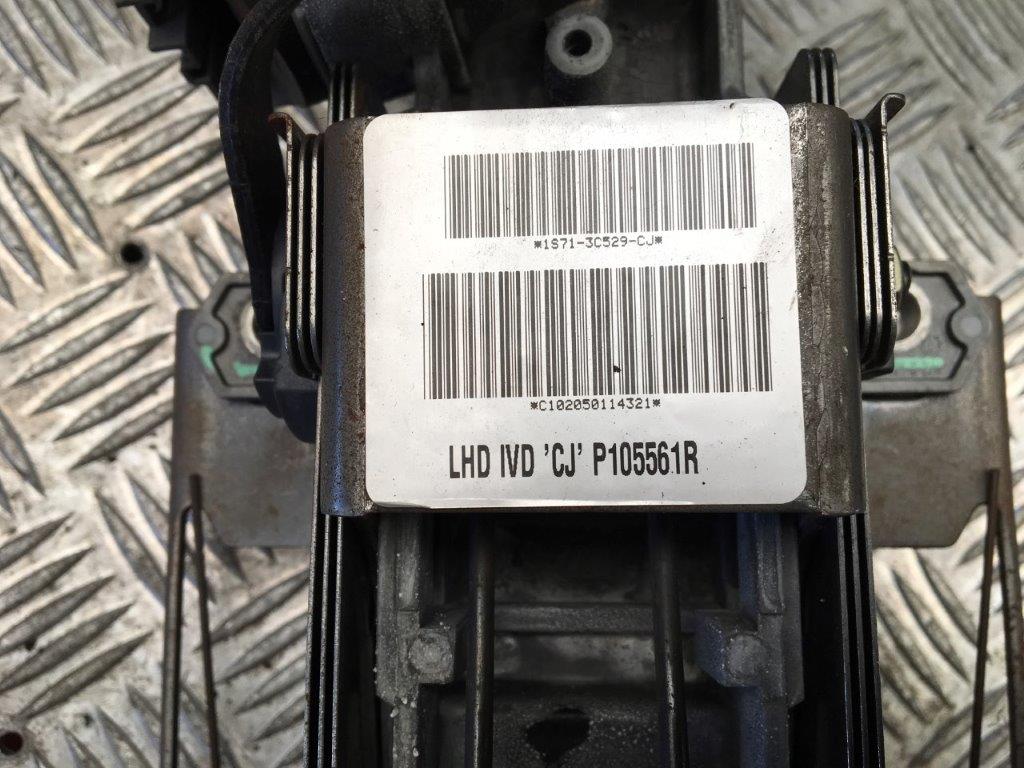 *1S71-3C529-CJ*
*C102050114321*
LHD IVD 'CJ' P105561R